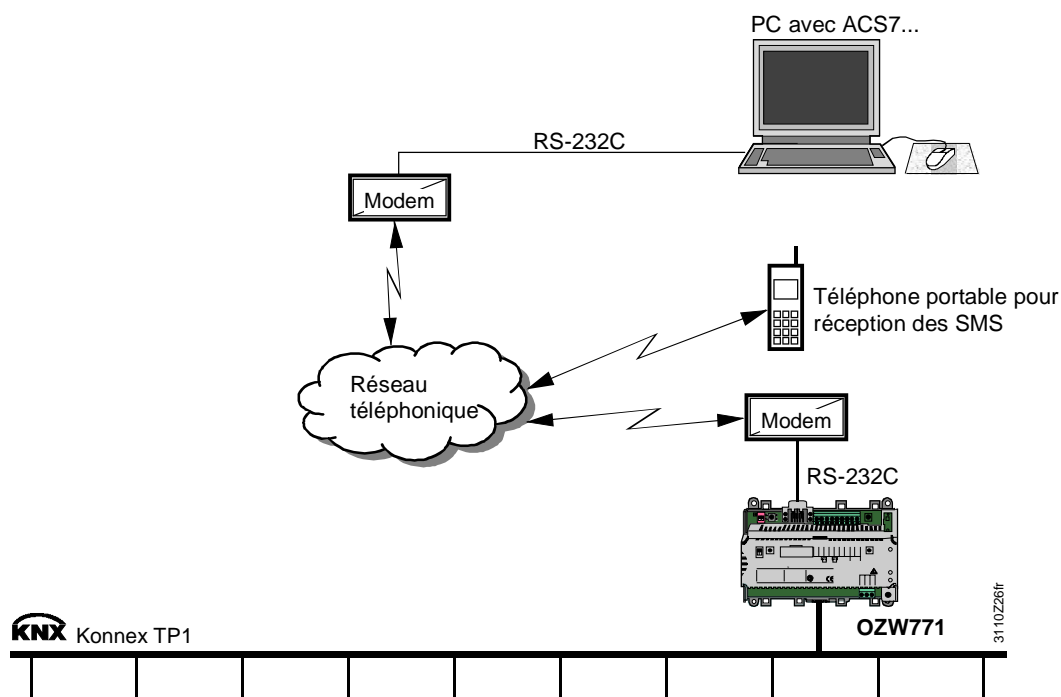 PC avec ACS7...
RS-232C
Modem
Téléphone portable pour
réception des SMS
Réseau
téléphonique
Modem
RS-232C
OZW771
3110Z26fr
KNX Konnex TP1